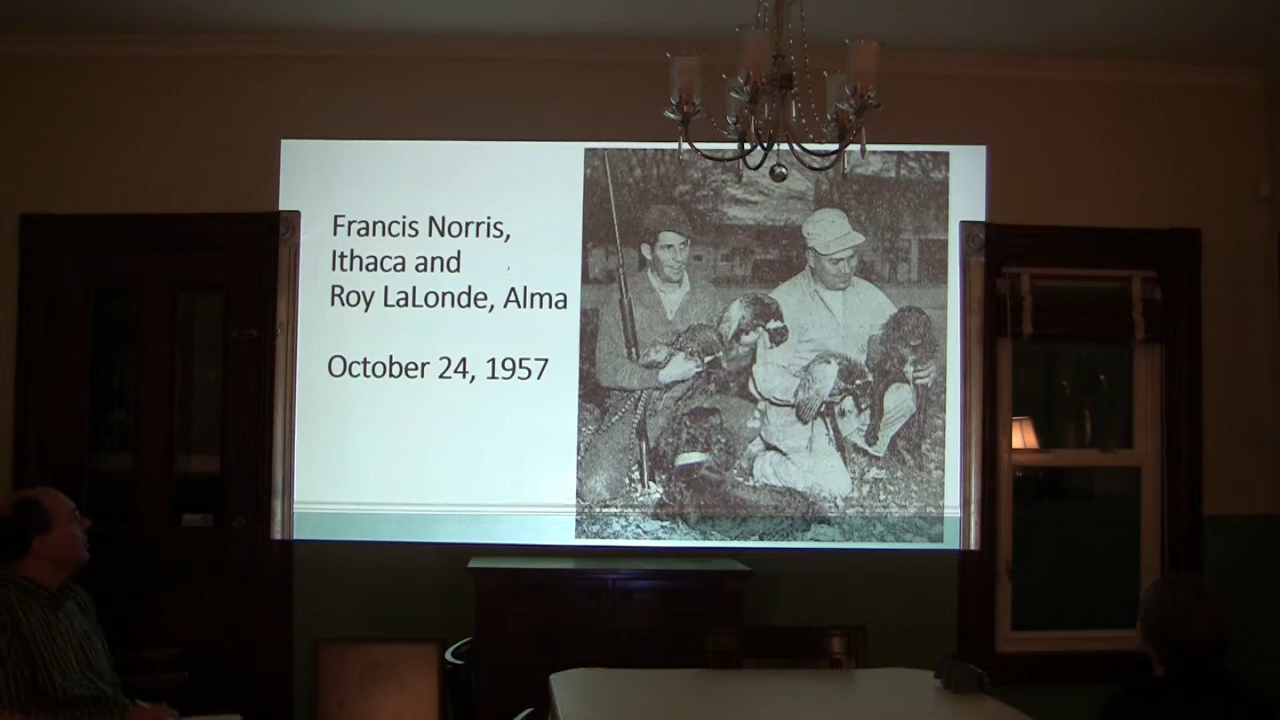 Francis Norris,
Ithaca and
Roy LaLonde, Alma
October 24, 1957